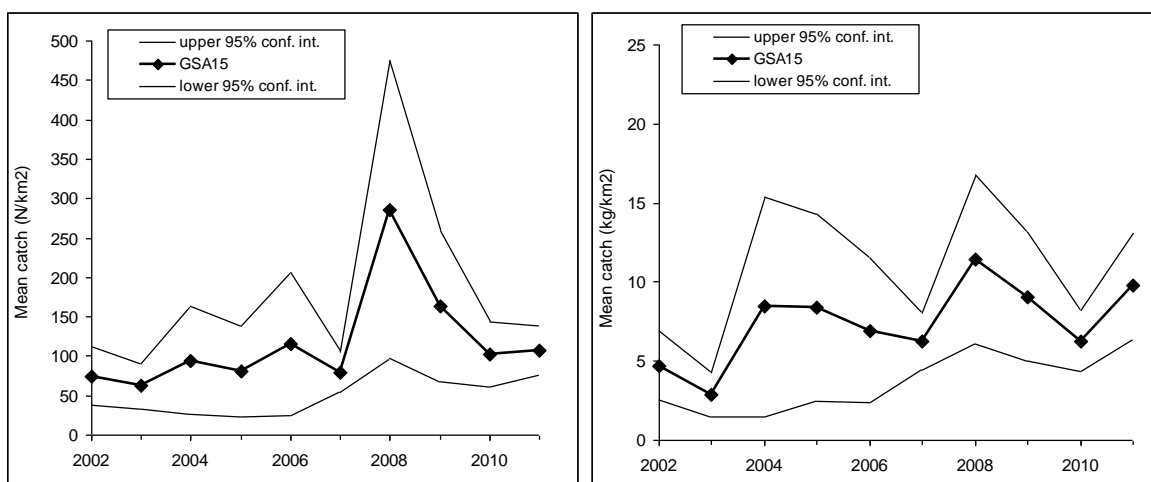 upper 95% conf. int.
GSA15
lower 95% conf. int.
Mean catch (N/km2)
500
450
400
350
300
250
200
150
100
50
0
2002 2004 2006 2008 2010
upper 95% conf. int.
GSA15
lower 95% conf. int.
Mean catch (kg/km2)
25
20
15
10
5
0
2002 2004 2006 2008 2010